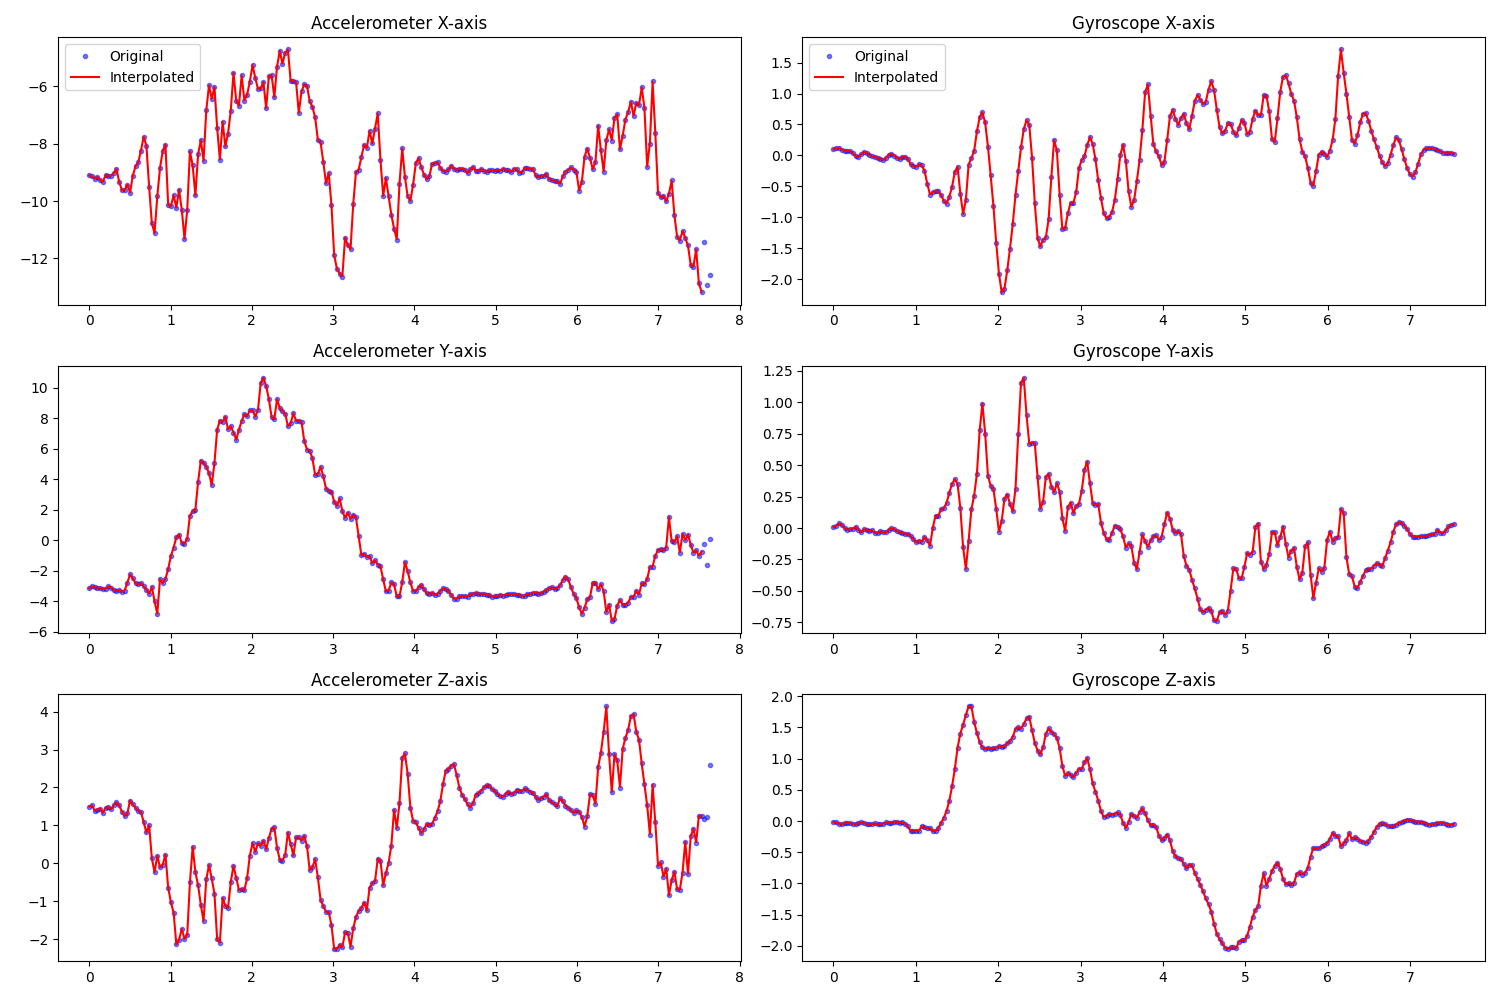 Accelerometer X-axis
Original
Interpolated
−6
−8
−10
−12
0 1 2 3 4 5 6 7 8
Gyroscope X-axis
Original
Interpolated
1.5
1.0
0.5
0.0
−0.5
−1.0
−1.5
−2.0
0 1 2 3 4 5 6 7
Accelerometer Y-axis
10
8
6
4
2
0
−2
−4
−6
0 1 2 3 4 5 6 7 8
Gyroscope Y-axis
1.25
1.00
0.75
0.50
0.25
0.00
−0.25
−0.50
−0.75
0 1 2 3 4 5 6 7
Accelerometer Z-axis
4
3
2
1
0
−1
−2
0 1 2 3 4 5 6 7 8
Gyroscope Z-axis
2.0
1.5
1.0
0.5
0.0
−0.5
−1.0
−1.5
−2.0
0 1 2 3 4 5 6 7